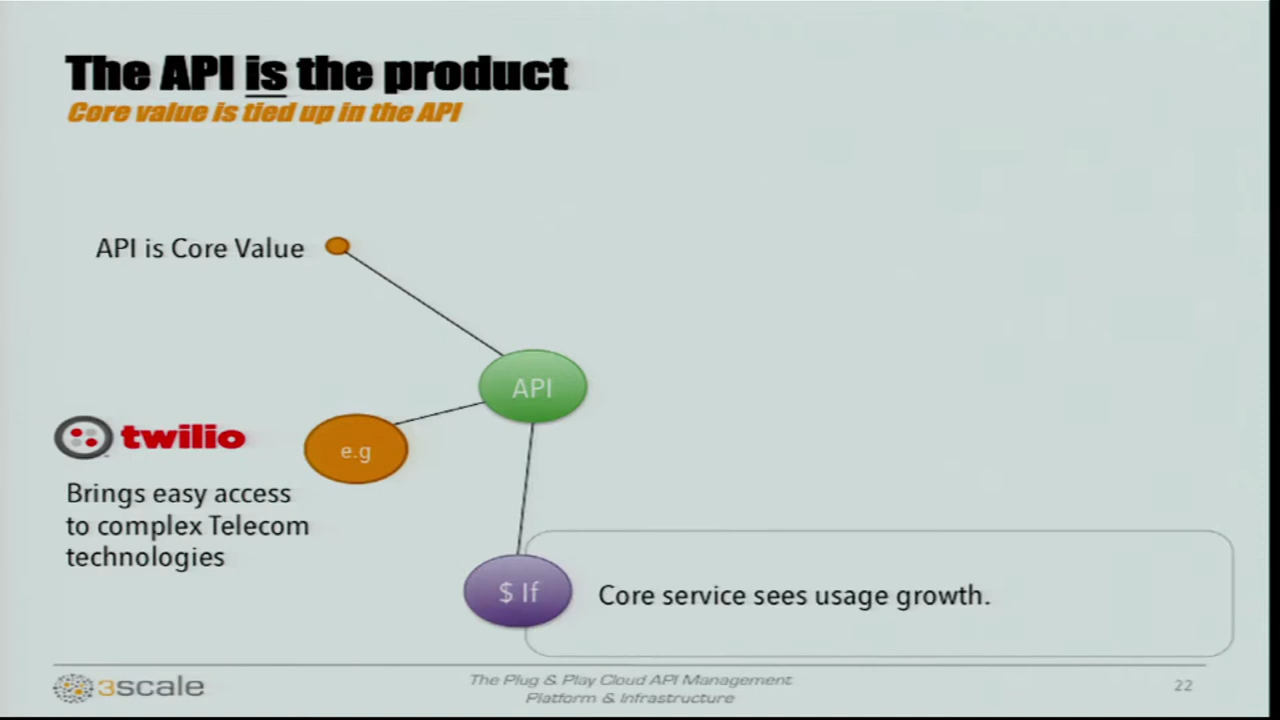 The API is the product
Core value is tied up in the API
API is Core Value
API
e.g
twilio
Brings easy access
to complex Telecom
technologies
$ If
Core service sees usage growth.
3scale
The Plug & Play Cloud API Management
Platform & Infrastructure
22